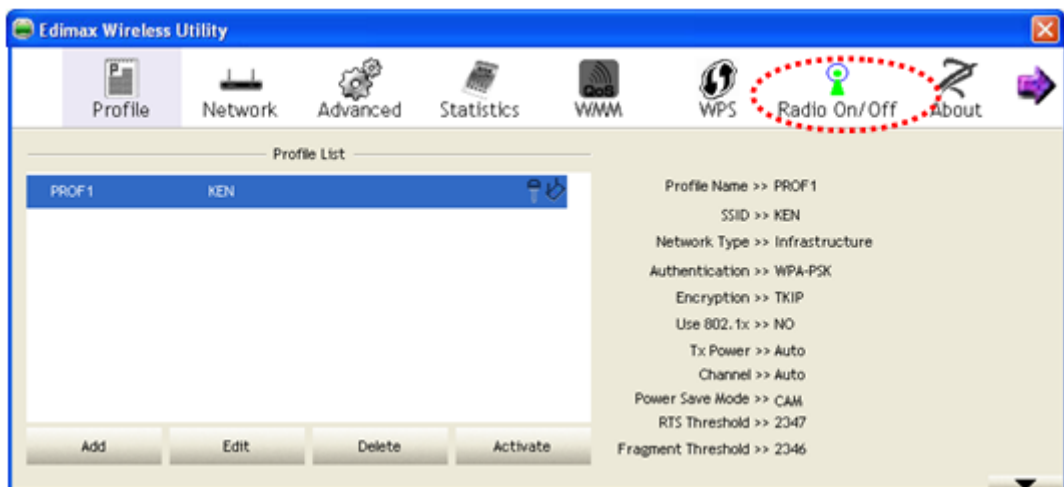 Edimax Wireless Utility
P
Profile
Network
Advanced
Statistics
QoS
WMM
WPS
Radio On/Off
About
Profile List
PROF1 KEN
Add
Edit
Delete
Activate
Profile Name >> PROF1
SSID >> KEN
Network Type >> Infrastructure
Authentication >> WPA-PSK
Encryption >> TKIP
Use 802.1x >> NO
Tx Power >> Auto
Channel >> Auto
Power Save Mode >> CAM
RTS Threshold >> 2347
Fragment Threshold >> 2346